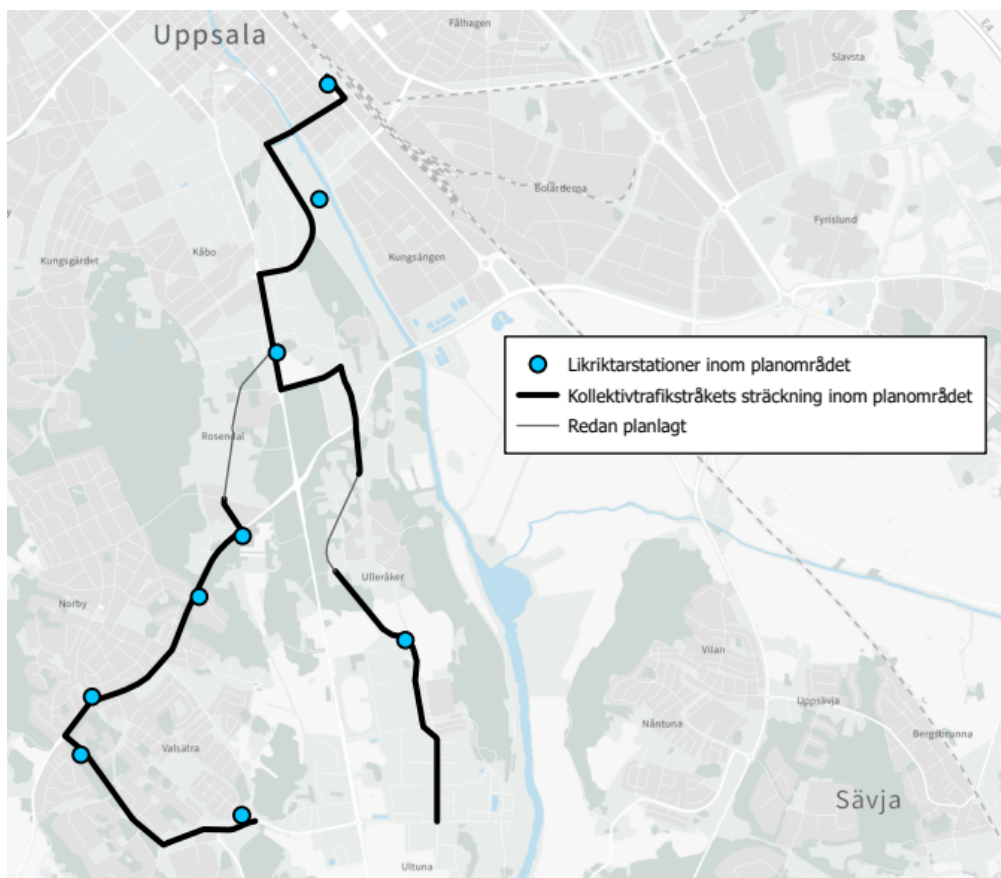 Fålhagen
Uppsala
E4
Slavsta
Bolärderna
Fyrislund
Kåbo
Kungsgärdet
Kungsängen
Likriktarstationer inom planområdet
Kollektivtrafikstråkets sträckning inom planområdet
Redan planlagt
Rosendal
Ulleråker
Norby
Vilan
Uppsävja
Nåntuna
Bergsbrunna
Valsätra
Sävja
Ultuna